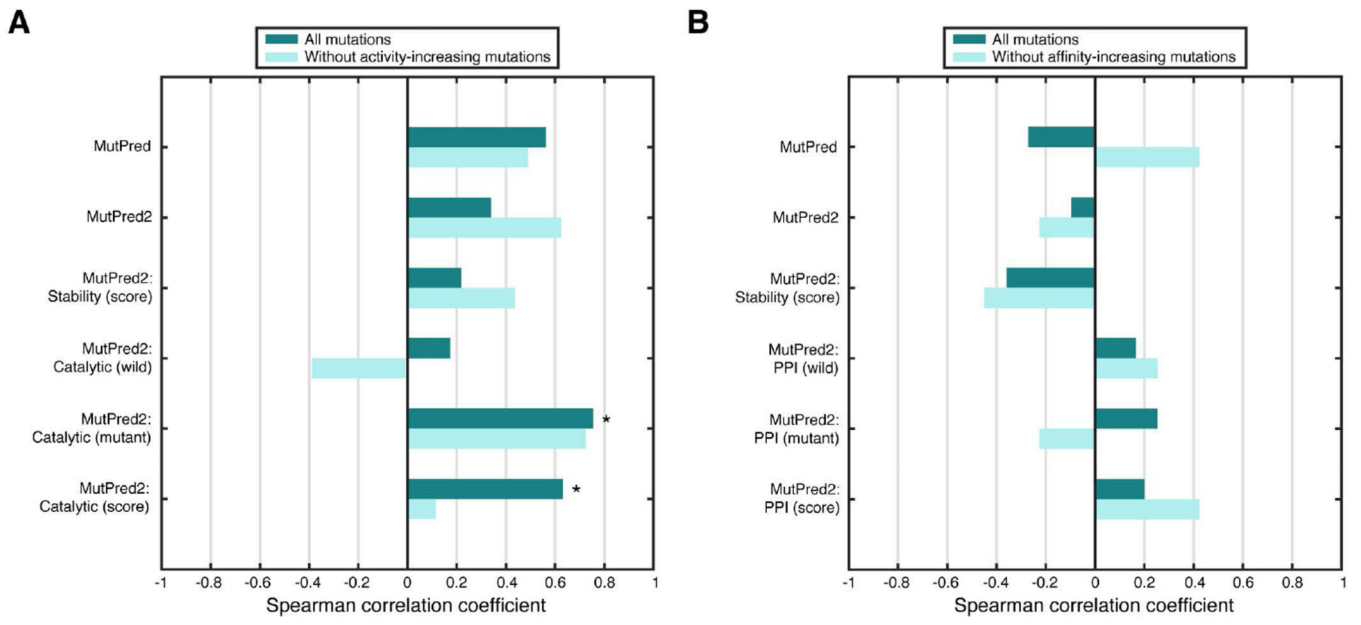 A
All mutations
Without activity-increasing mutations
MutPred
MutPred2
MutPred2:
Stability (score)
MutPred2:
Catalytic (wild)
MutPred2:
Catalytic (mutant)
*
MutPred2:
Catalytic (score)
*
-1 -0.8 -0.6 -0.4 -0.2 0 0.2 0.4 0.6 0.8 1
Spearman correlation coefficient
B
All mutations
Without affinity-increasing mutations
MutPred
MutPred2
MutPred2:
Stability (score)
MutPred2:
PPI (wild)
MutPred2:
PPI (mutant)
MutPred2:
PPI (score)
-1 -0.8 -0.6 -0.4 -0.2 0 0.2 0.4 0.6 0.8 1
Spearman correlation coefficient